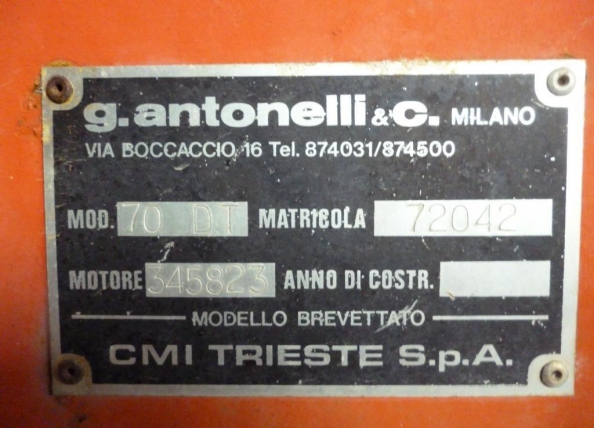 g.antonelli & C. MILANO
VIA BOCCACCIO, 16 Tel. 874031/874500
MOD. 70 DT MATRICOLA 72042
MOTORE 345823 ANNO DI COSTR.
MODELLO BREVETTATO
CMI TRIESTE S.p.A.